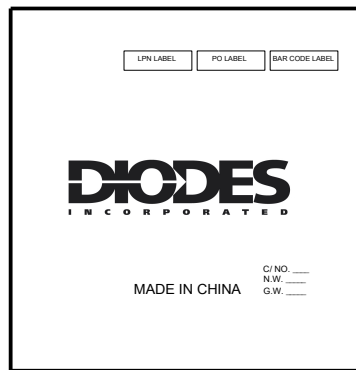 LPN LABEL PO LABEL BAR CODE LABEL
DIODES
INCORPORATED
C/ NO. ____
N.W. ____
MADE IN CHINA G.W. ____